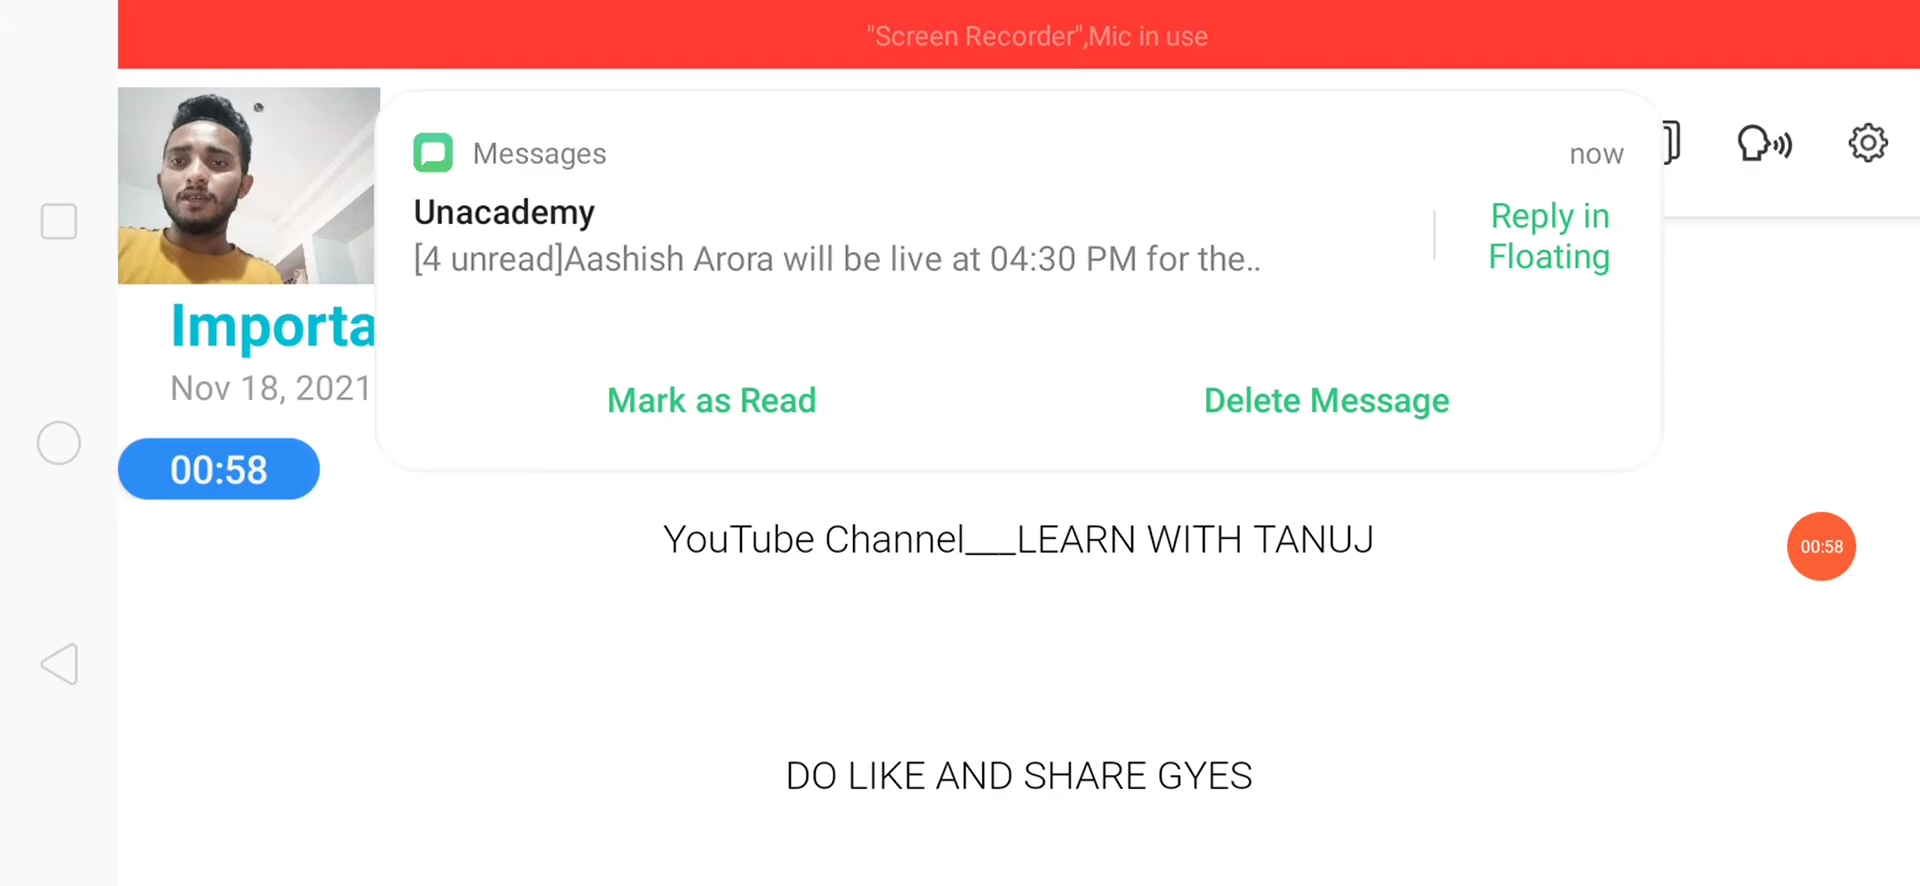 "Screen Recorder",Mic in use
Messages
now
Unacademy
[4 unread]Aashish Arora will be live at 04:30 PM for the..
Reply in
Floating
Mark as Read
Delete Message
Importa
Nov 18, 2021
00:58
YouTube Channel___LEARN WITH TANUJ
00:58
DO LIKE AND SHARE GYES